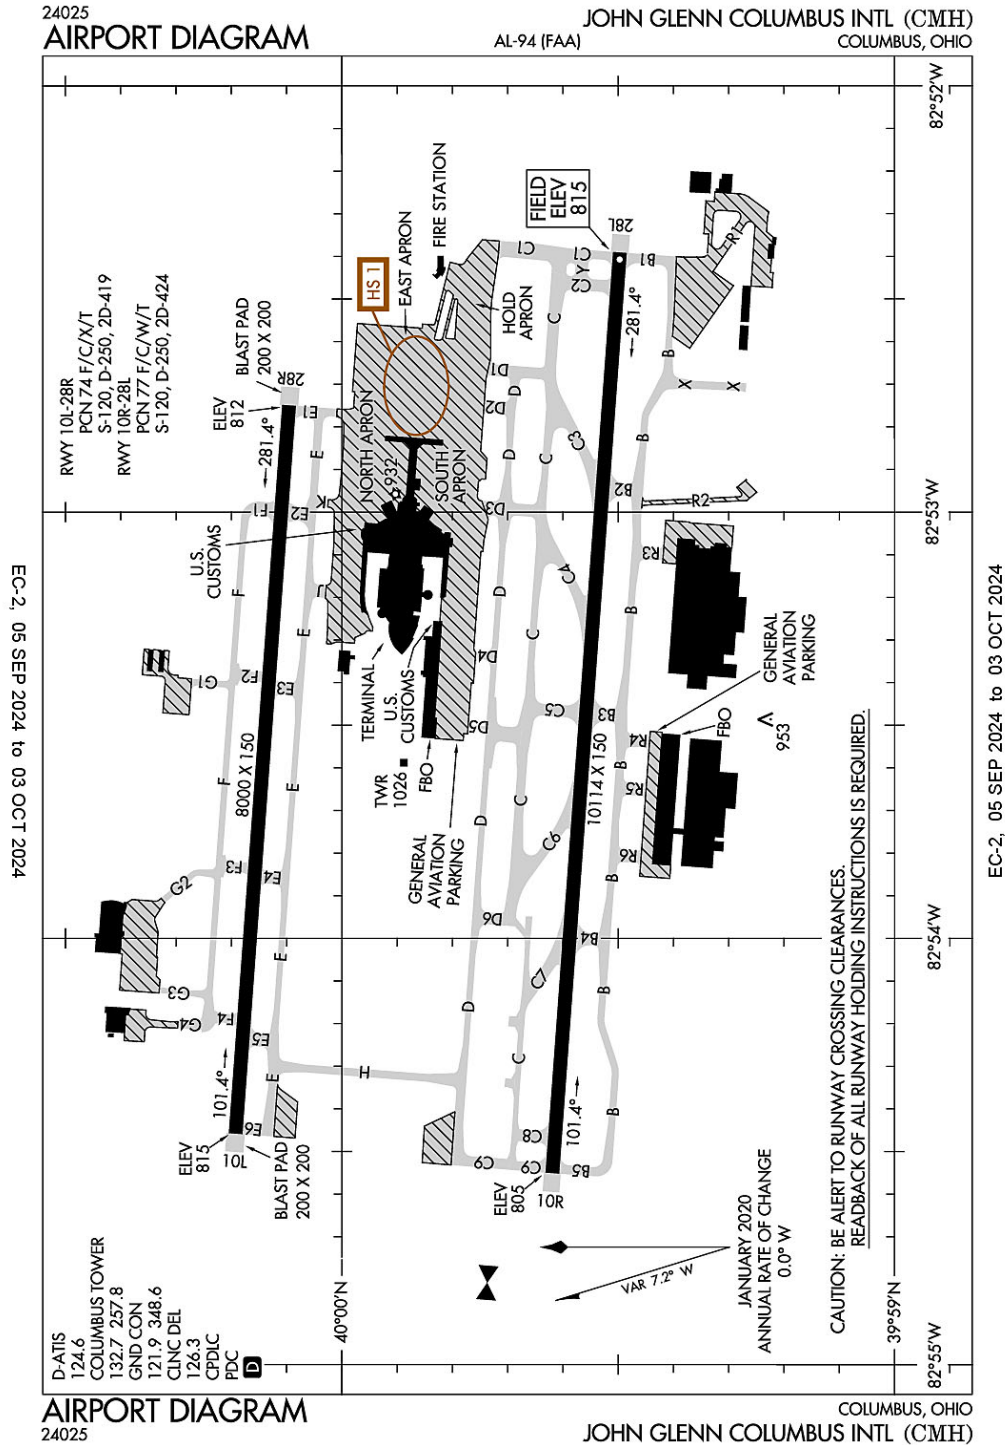 24025
AIRPORT DIAGRAM
AL-94 (FAA)
JOHN GLENN COLUMBUS INTL (CMH)
COLUMBUS, OHIO
RWY 10L-28R
PCN 74 F/C/X/T
S-120, D-250, 2D-419
RWY 10R-28L
PCN 77 F/C/W/T
S-120, D-250, 2D-424
82°52'W
82°53'W
82°54'W
82°55'W
40°00'N
39°59'N
HS 1
EAST APRON
FIRE STATION
HOLD
APRON
FIELD
ELEV
815
28L
BLAST PAD
200 X 200
28R
ELEV
812
281.4°
281.4°
NORTH APRON
932
SOUTH
APRON
U.S.
CUSTOMS
TERMINAL
U.S.
CUSTOMS
TWR
1026
FBO
GENERAL
AVIATION
PARKING
GENERAL
AVIATION
PARKING
FBO
953
8000 X 150
10114 X 150
C1
C1
Y
C2
C
B1
R1
B
X
X
D1
D
D2
E1
E
C3
C
D
B
B2
R2
K
F1
E2
D3
R3
C4
J
F
E
D
B
C
G1
F2
E3
D4
D5
C5
B3
R4
B
R5
R6
F
E
D
C
C6
G2
F3
E4
B
D6
B4
E
C7
B
G3
G4
F4
E5
D
C
H
E
B
E6
C8
C9
C9
B5
101.4°
101.4°
ELEV
815
10L
BLAST PAD
200 X 200
ELEV
805
10R
VAR 7.2° W
JANUARY 2020
ANNUAL RATE OF CHANGE
0.0° W
CAUTION: BE ALERT TO RUNWAY CROSSING CLEARANCES.
READBACK OF ALL RUNWAY HOLDING INSTRUCTIONS IS REQUIRED.
D-ATIS
124.6
COLUMBUS TOWER
132.7 257.8
GND CON
121.9 348.6
CLNC DEL
126.3
CPDLC
PDC
D
EC-2, 05 SEP 2024 to 03 OCT 2024
EC-2, 05 SEP 2024 to 03 OCT 2024
AIRPORT DIAGRAM
24025
COLUMBUS, OHIO
JOHN GLENN COLUMBUS INTL (CMH)